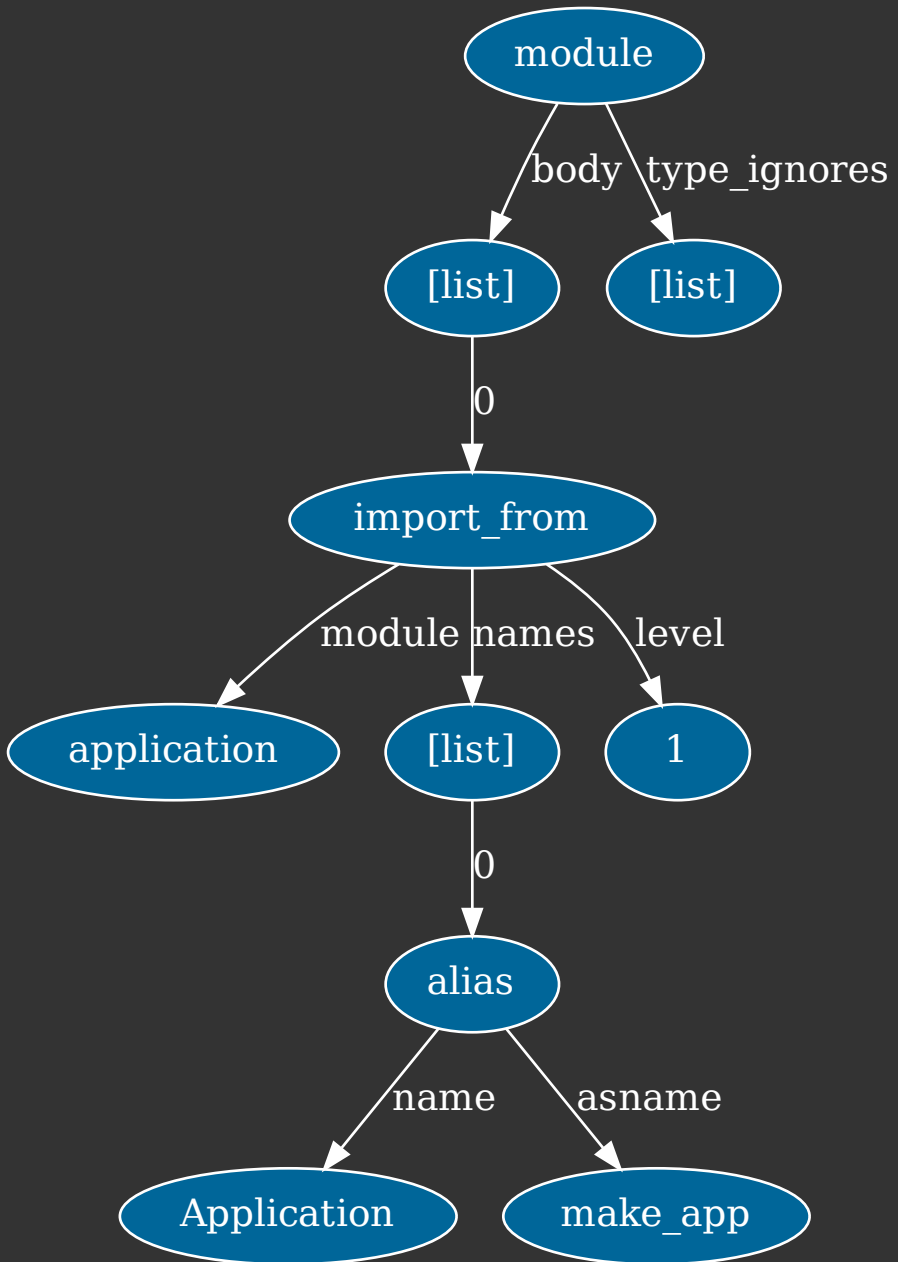 module
body type_ignores
[list] [list]
0
import_from
module names level
application [list] 1
0
alias
name asname
Application make_app